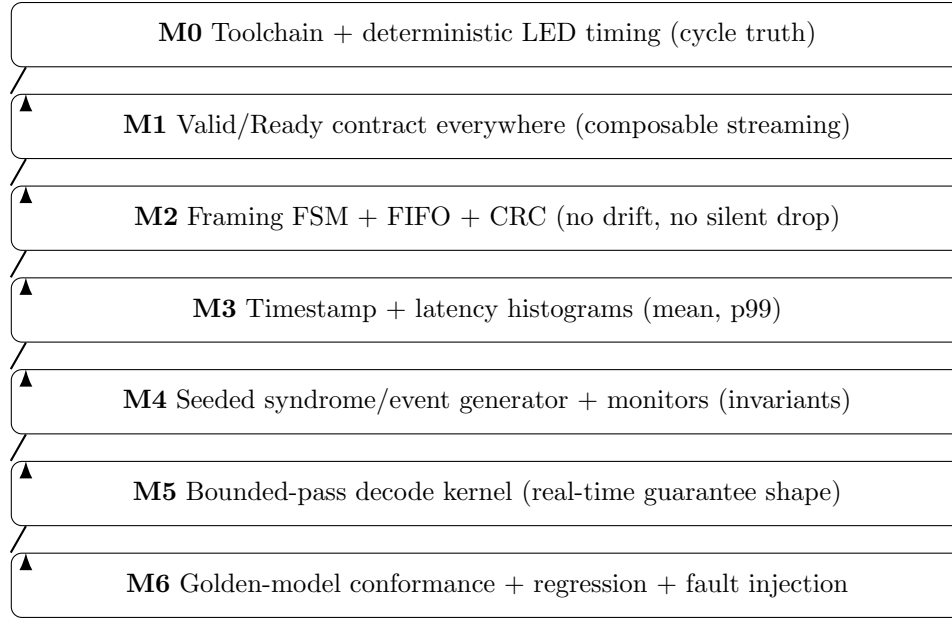 M0 Toolchain + deterministic LED timing (cycle truth)
M1 Valid/Ready contract everywhere (composable streaming)
M2 Framing FSM + FIFO + CRC (no drift, no silent drop)
M3 Timestamp + latency histograms (mean, p99)
M4 Seeded syndrome/event generator + monitors (invariants)
M5 Bounded-pass decode kernel (real-time guarantee shape)
M6 Golden-model conformance + regression + fault injection